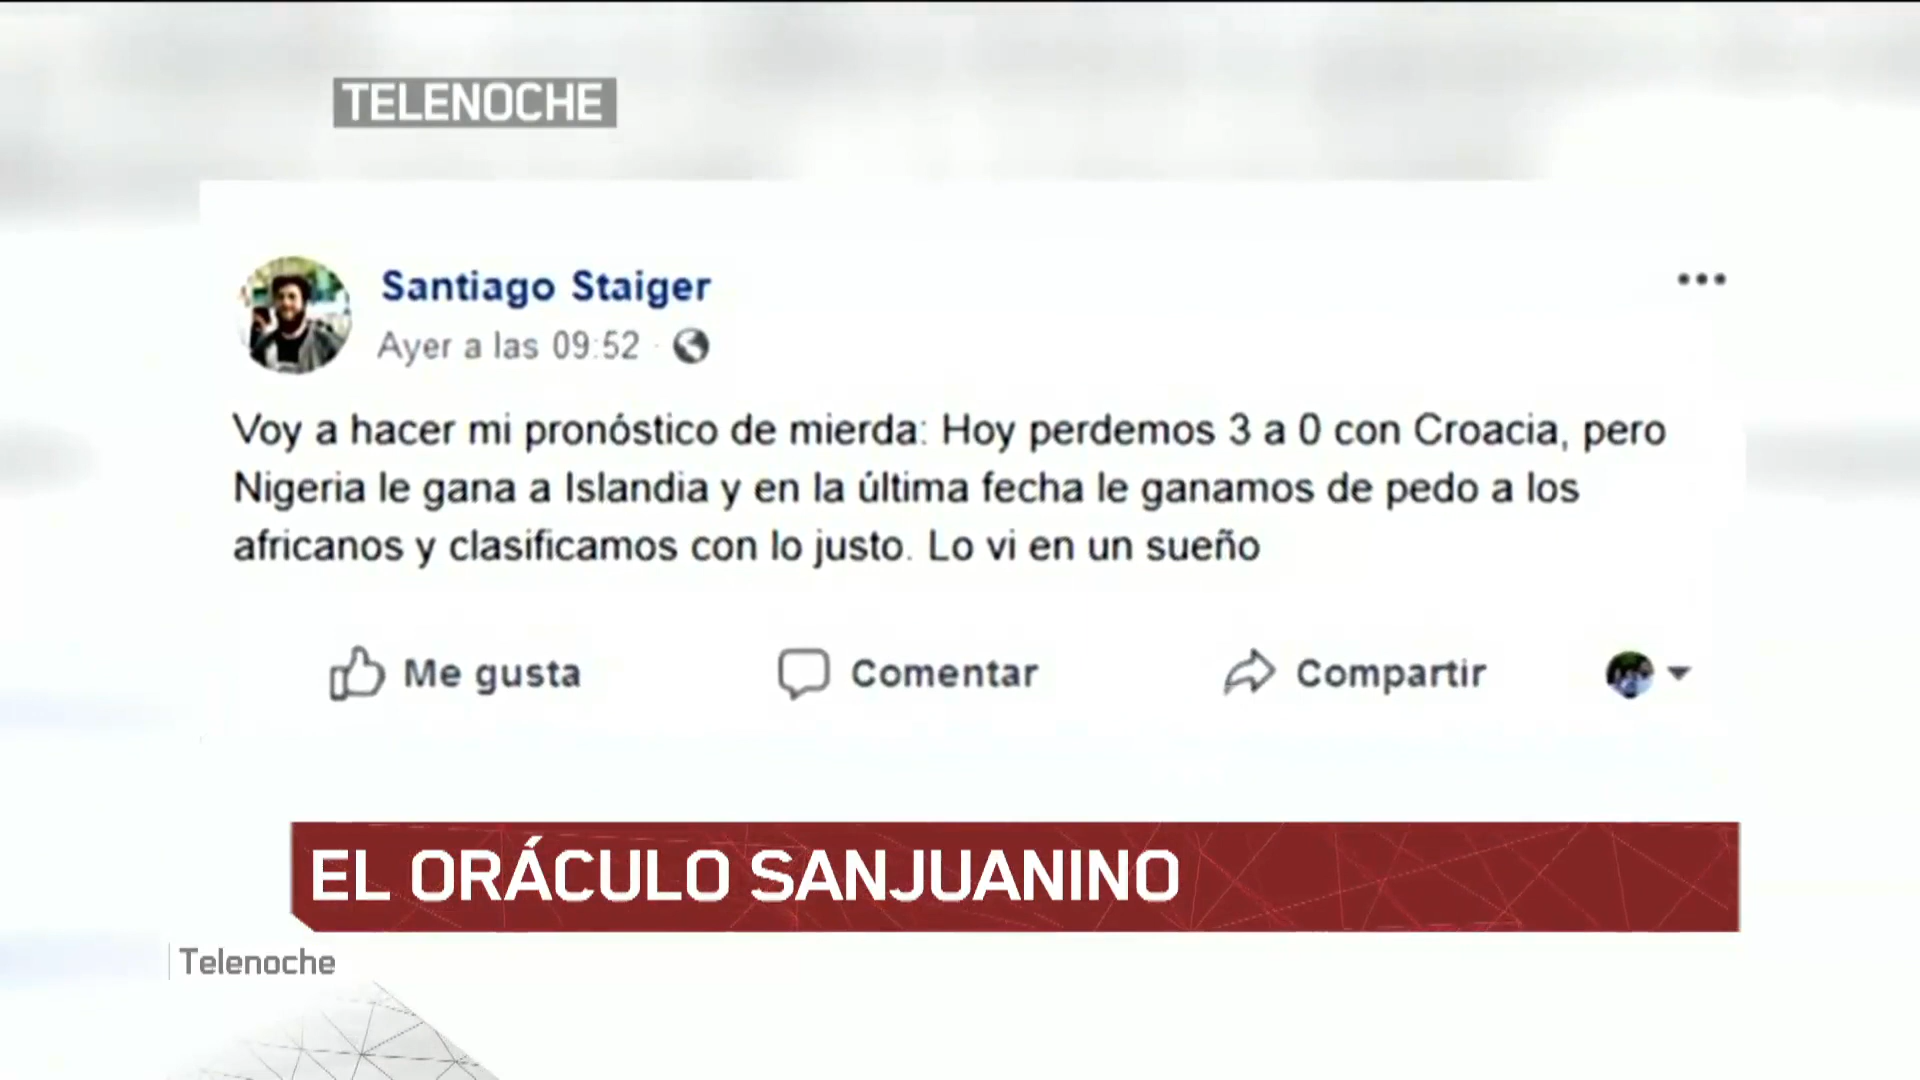 TELENOCHE
Santiago Staiger
Ayer a las 09:52 ·
Voy a hacer mi pronóstico de mierda: Hoy perdemos 3 a 0 con Croacia, pero
Nigeria le gana a Islandia y en la última fecha le ganamos de pedo a los
africanos y clasificamos con lo justo. Lo vi en un sueño
Me gusta
Comentar
Compartir
EL ORÁCULO SANJUANINO
Telenoche